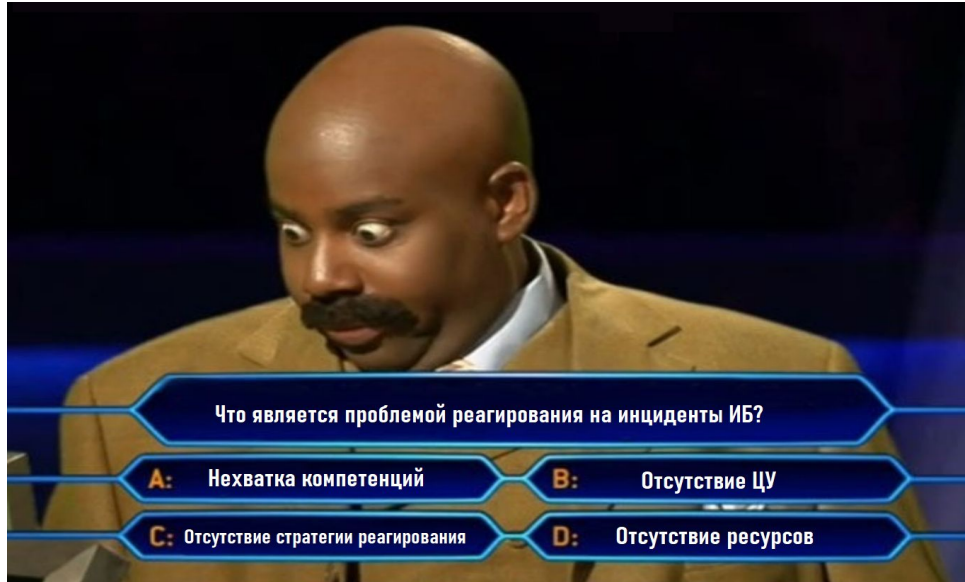 Что является проблемой реагирования на инциденты ИБ?
A: Нехватка компетенций
B: Отсутствие ЦУ
C: Отсутствие стратегии реагирования
D: Отсутствие ресурсов